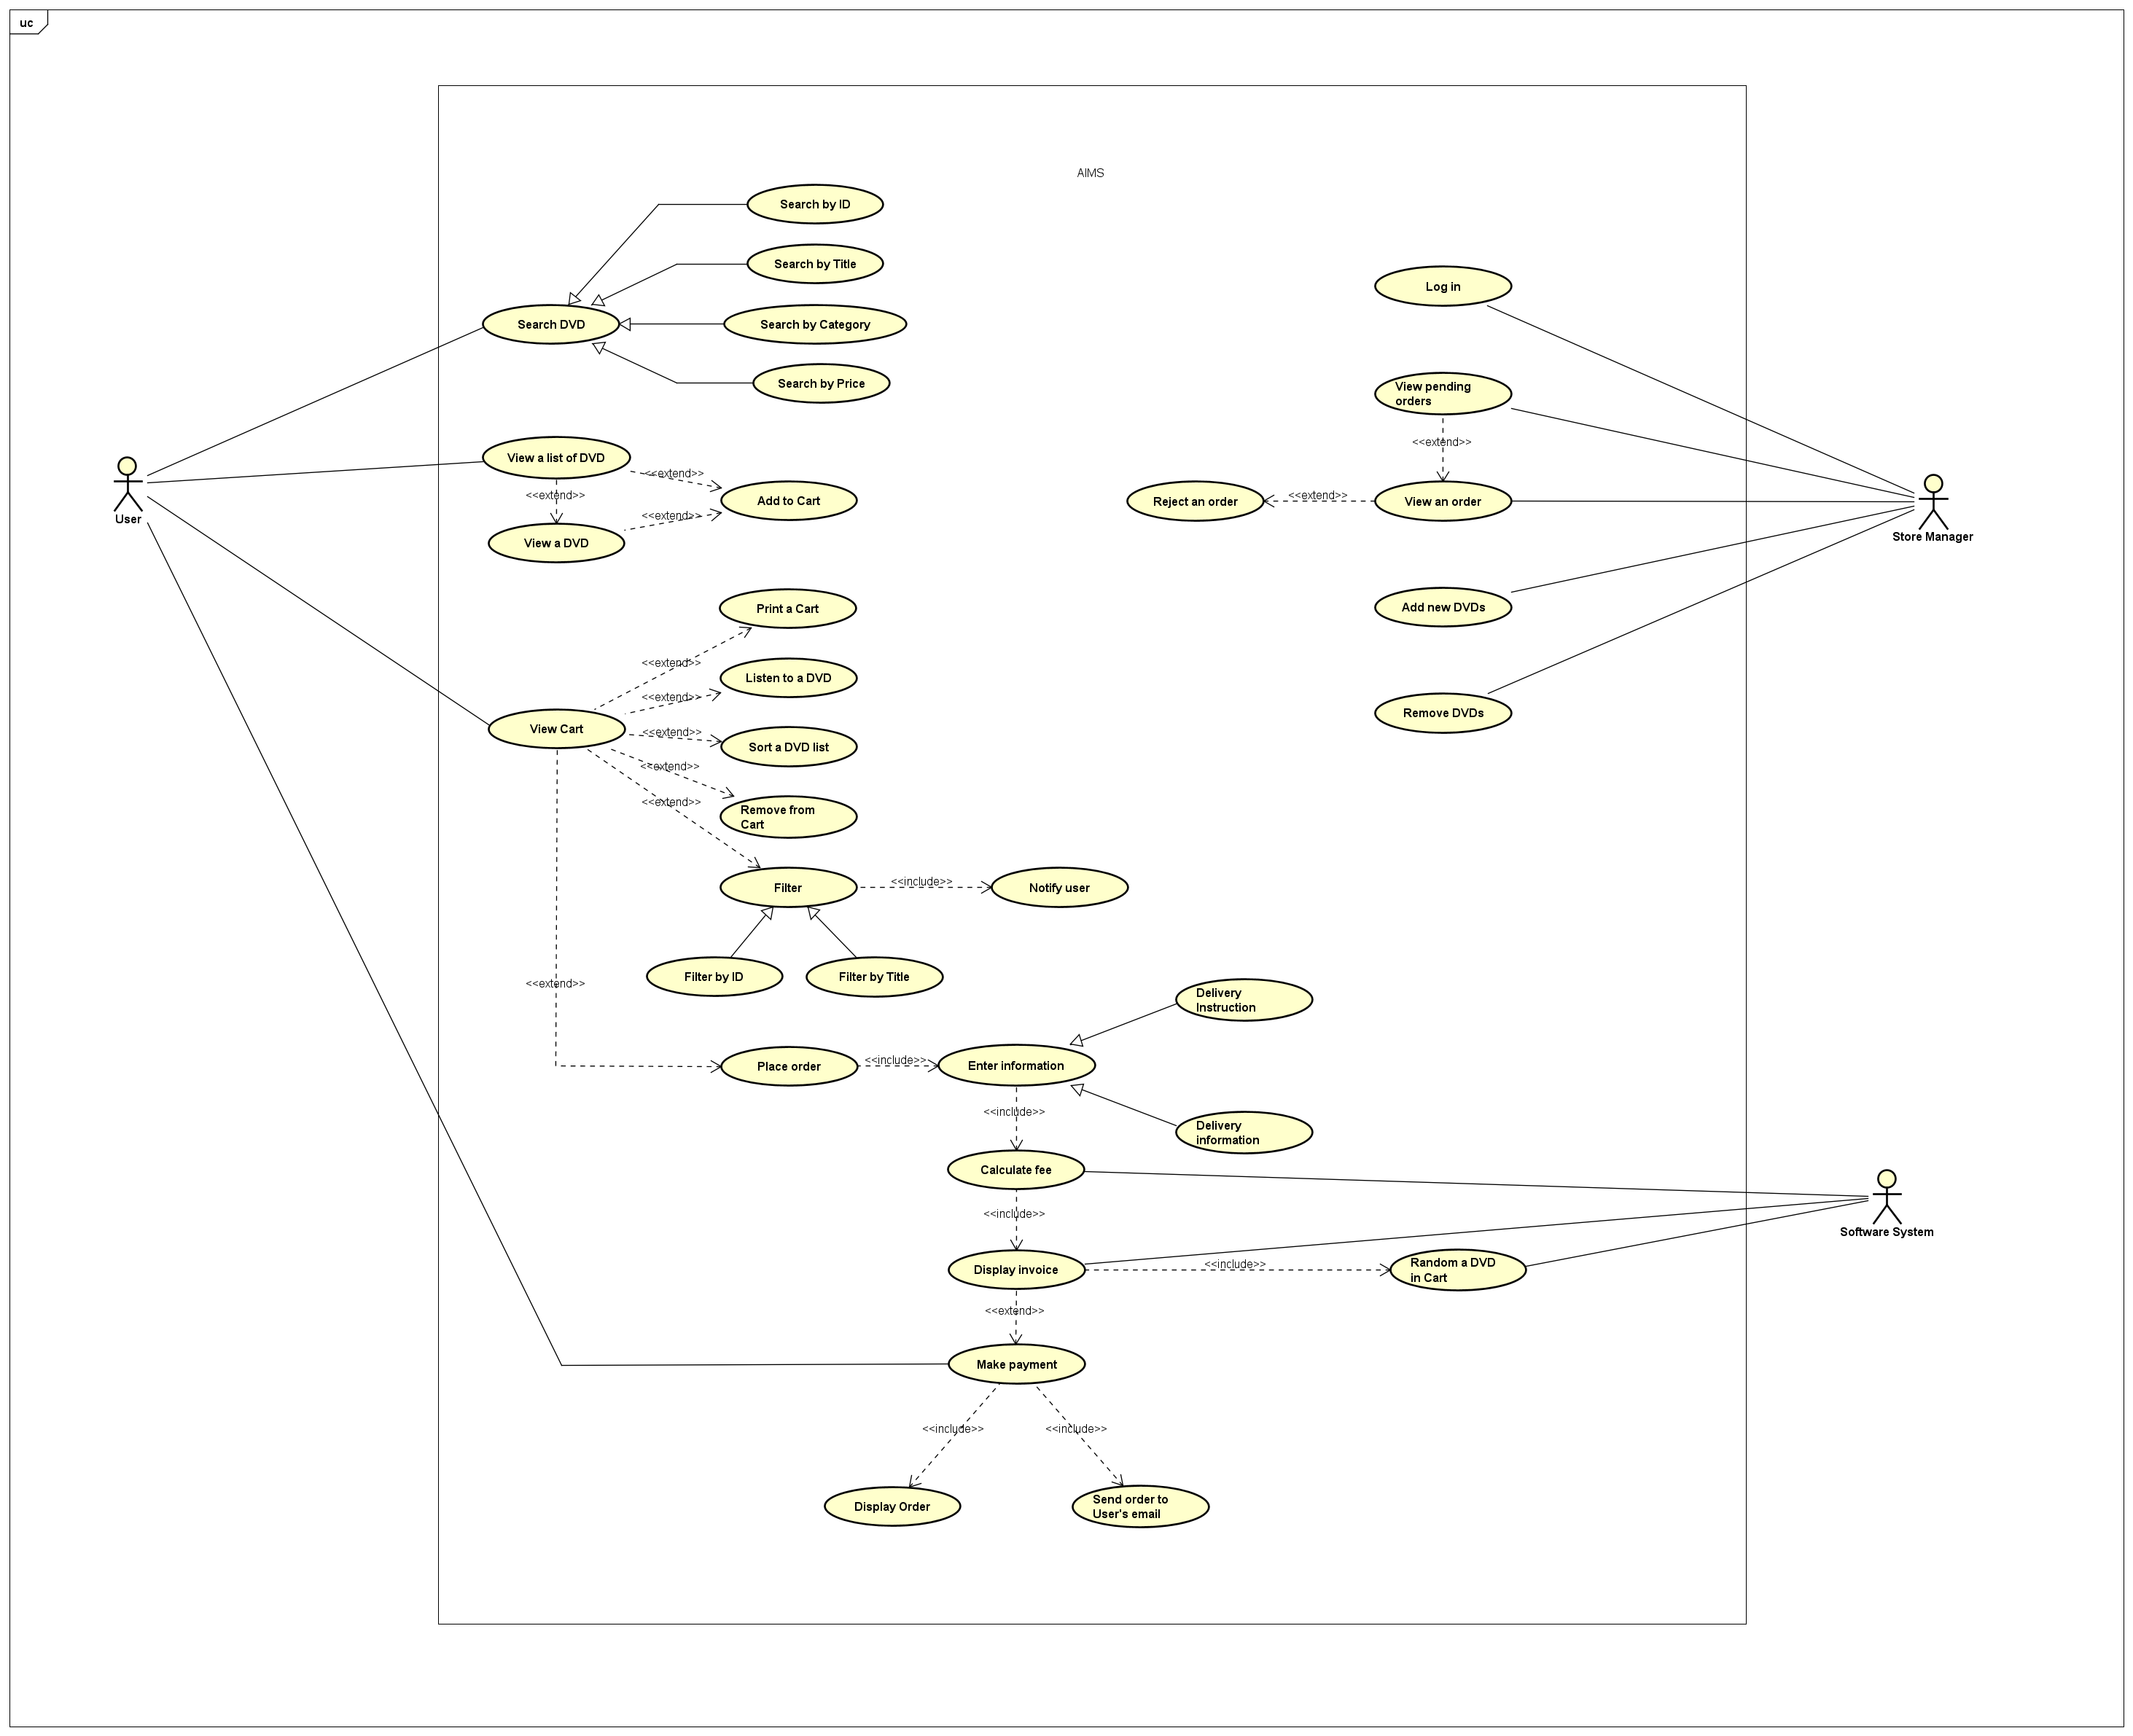 uc
AIMS
Search by ID
Search by Title
Search DVD
Search by Category
Search by Price
Log in
View pending
orders
<<extend>>
Reject an order
<<extend>>
View an order
Add new DVDs
Remove DVDs
Store Manager
User
View a list of DVD
<<extend>>
<<extend>>
Add to Cart
<<extend>>
View a DVD
Print a Cart
<<extend>>
Listen to a DVD
<<extend>>
View Cart
<<extend>>
Sort a DVD list
<<extend>>
Remove from
Cart
<<extend>>
Filter
<<include>>
Notify user
Filter by ID
Filter by Title
<<extend>>
Delivery
Instruction
Place order
<<include>>
Enter information
<<include>>
Delivery
information
Calculate fee
<<include>>
Software System
Display invoice
<<include>>
Random a DVD
in Cart
<<extend>>
Make payment
<<include>>
<<include>>
Display Order
Send order to
User's email